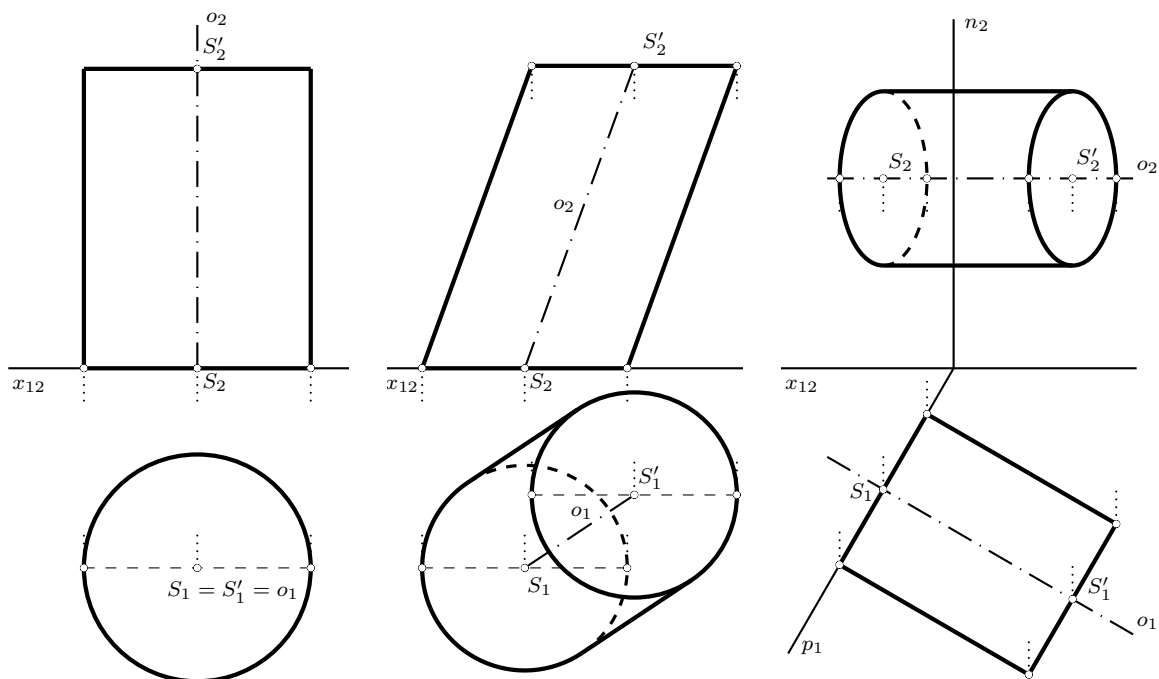 o₂
S′₂
x₁₂
S₂
S₁ = S′₁ = o₁
S′₂
o₂
x₁₂
S₂
S′₁
o₁
S₁
n₂
S₂
S′₂
o₂
x₁₂
S₁
S′₁
o₁
p₁